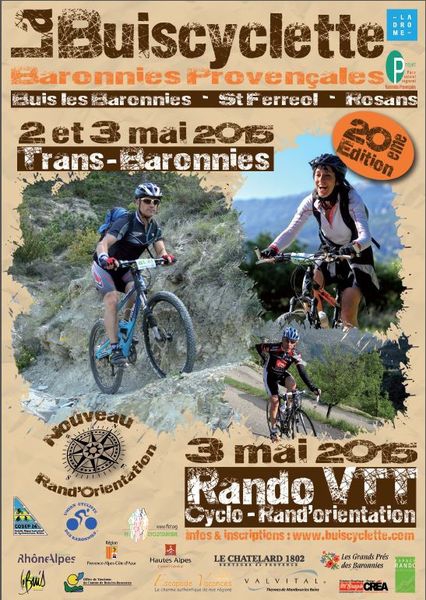 La Buiscyclette
LA DRÔME
Baronnies Provençales
Buis les Baronnies - St Ferreol - Rosans
2 et 3 mai 2015
Trans-Baronnies
20ème
Édition
Nouveau
Rand'Orientation
3 mai 2015
Rando VTT
Cyclo - Rand'orientation
infos & inscriptions : www.buiscyclette.com
RhôneAlpes
Hautes Alpes
LE CHATELARD 1802
Les Grands Prés
des Baronnies
VALVITAL
CREA